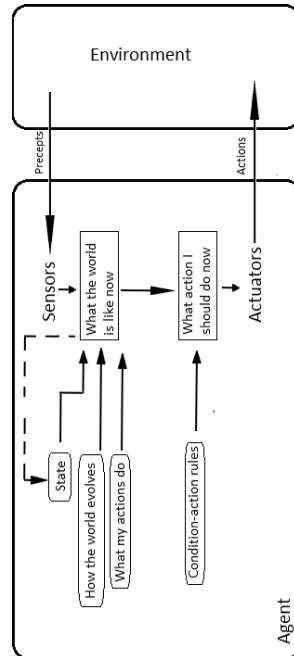 Environment
Precepts
Actions
Sensors
What the world
is like now
State
How the world evolves
What my actions do
What action I
should do now
Condition-action rules
Actuators
Agent